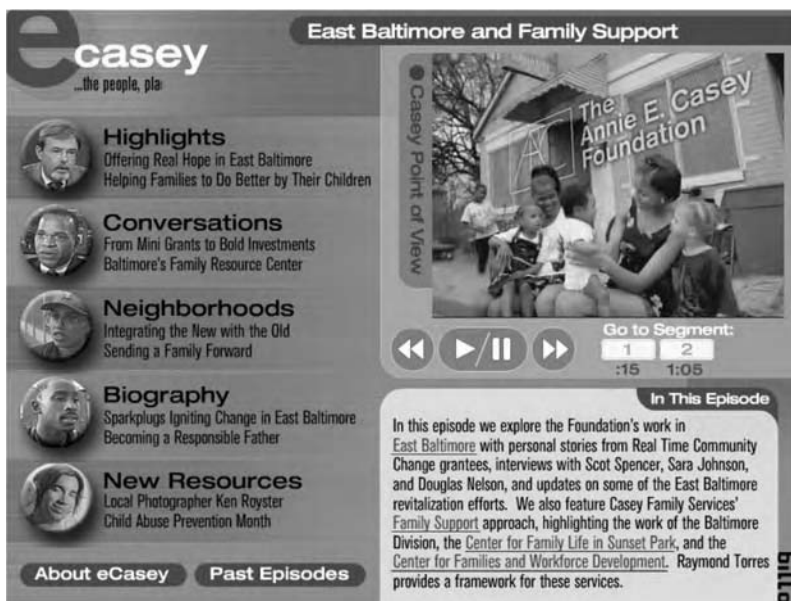 ecasey
...the people, pla
Highlights
Offering Real Hope in East Baltimore
Helping Families to Do Better by Their Children
Conversations
From Mini Grants to Bold Investments
Baltimore's Family Resource Center
Neighborhoods
Integrating the New with the Old
Sending a Family Forward
Biography
Sparkplugs Igniting Change in East Baltimore
Becoming a Responsible Father
New Resources
Local Photographer Ken Royster
Child Abuse Prevention Month
About eCasey
Past Episodes
East Baltimore and Family Support
Casey Point of View
The
Annie E. Casey
Foundation
Go to Segment:
1 2
:15 1:05
In This Episode
In this episode we explore the Foundation's work in
East Baltimore with personal stories from Real Time Community
Change grantees, interviews with Scot Spencer, Sara Johnson,
and Douglas Nelson, and updates on some of the East Baltimore
revitalization efforts. We also feature Casey Family Services'
Family Support approach, highlighting the work of the Baltimore
Division, the Center for Family Life in Sunset Park, and the
Center for Families and Workforce Development. Raymond Torres
provides a framework for these services.